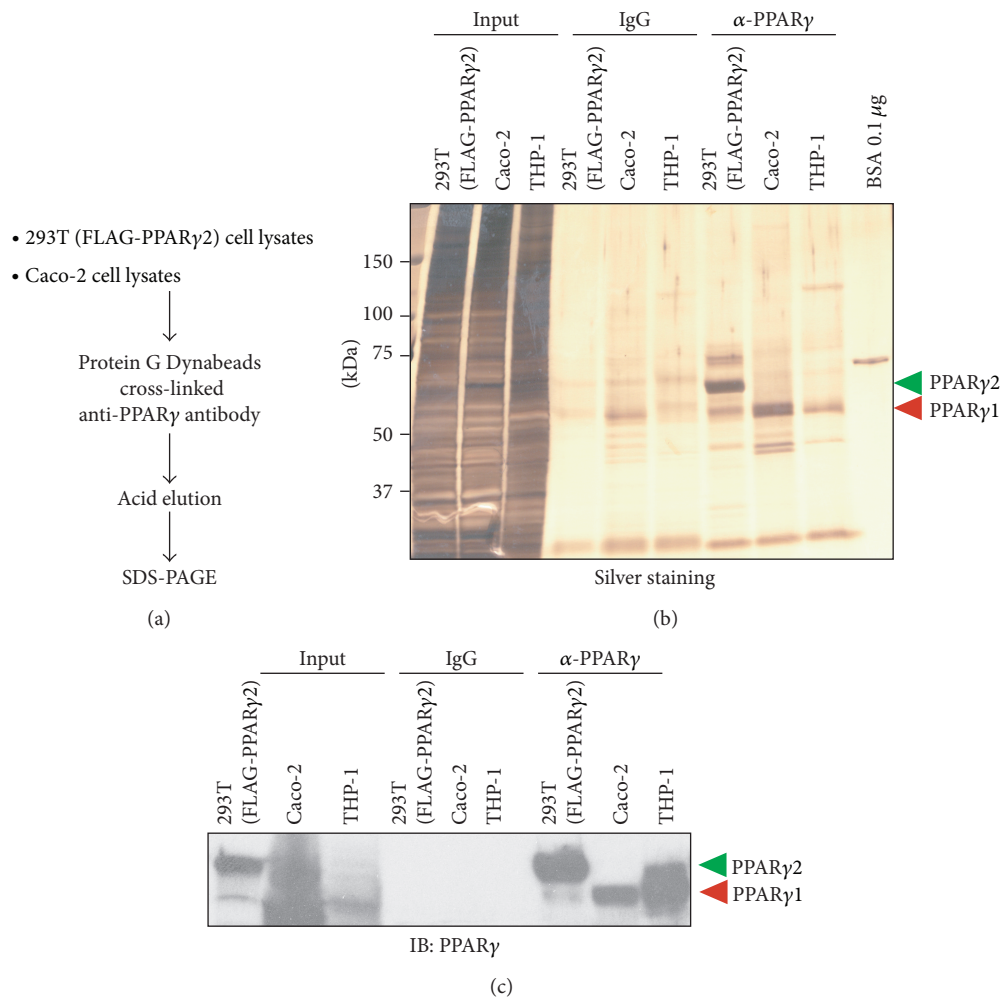 • 293T (FLAG-PPARγ2) cell lysates
• Caco-2 cell lysates
Protein G Dynabeads
cross-linked
anti-PPARγ antibody
Acid elution
SDS-PAGE
(a)
Input
IgG
α-PPARγ
293T
(FLAG-PPARγ2)
Caco-2
THP-1
293T
(FLAG-PPARγ2)
Caco-2
THP-1
293T
(FLAG-PPARγ2)
Caco-2
THP-1
BSA 0.1 μg
150
100
75
50
37
(kDa)
PPARγ2
PPARγ1
Silver staining
(b)
Input
IgG
α-PPARγ
293T
(FLAG-PPARγ2)
Caco-2
THP-1
293T
(FLAG-PPARγ2)
Caco-2
THP-1
293T
(FLAG-PPARγ2)
Caco-2
THP-1
PPARγ2
PPARγ1
IB: PPARγ
(c)